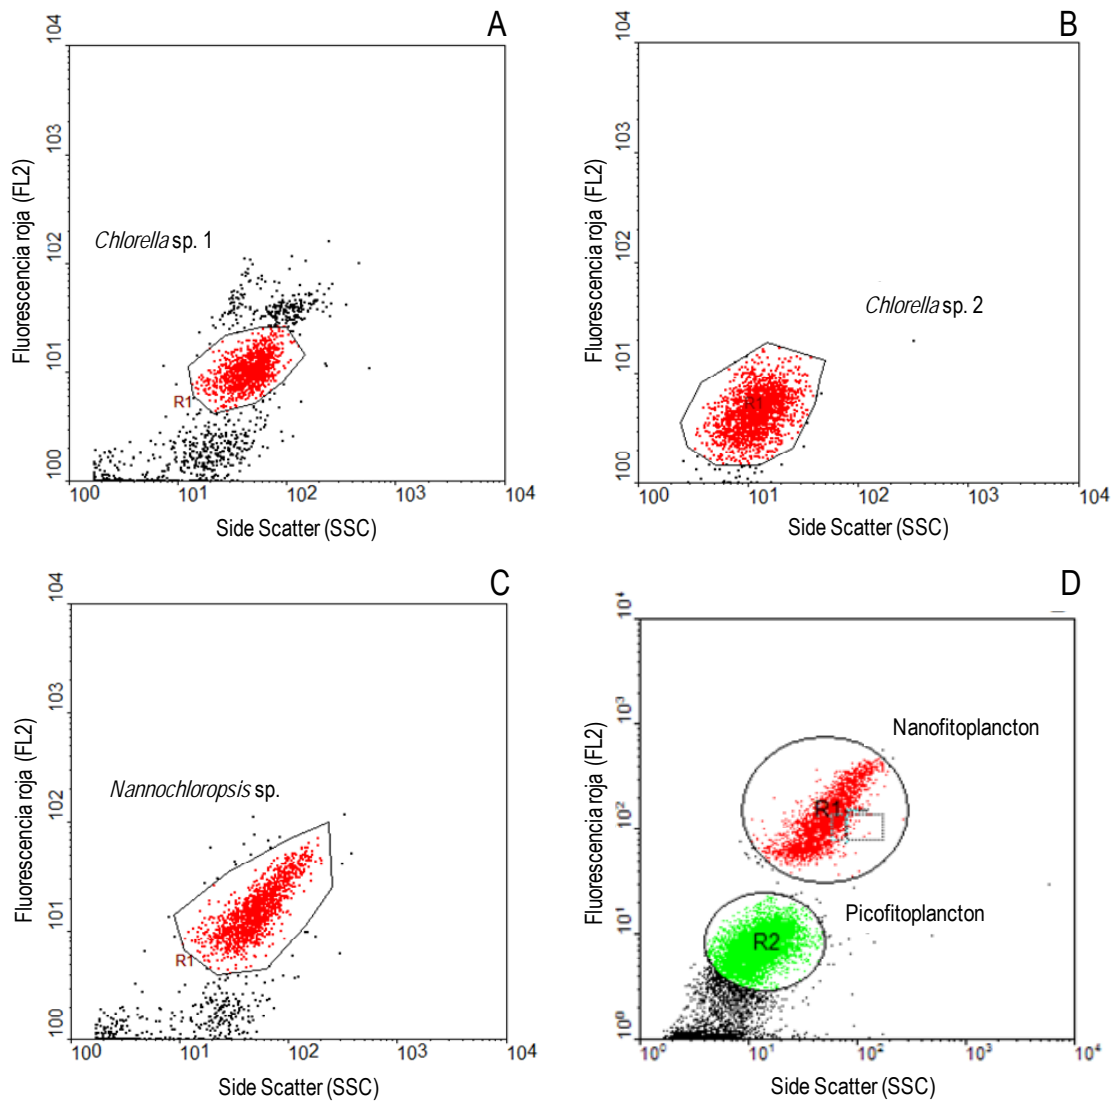 A
Fluorescencia roja (FL2)
104
103
102
101
100
Chlorella sp. 1
R1
100 101 102 103 104
Side Scatter (SSC)
B
Fluorescencia roja (FL2)
104
103
102
101
100
Chlorella sp. 2
R1
100 101 102 103 104
Side Scatter (SSC)
C
Fluorescencia roja (FL2)
104
103
102
101
100
Nannochloropsis sp.
R1
100 101 102 103 104
Side Scatter (SSC)
D
Fluorescencia roja (FL2)
10⁴
10³
10²
10¹
10⁰
Nanofitoplancton
R1
Picofitoplancton
R2
10⁰ 10¹ 10² 10³ 10⁴
Side Scatter (SSC)